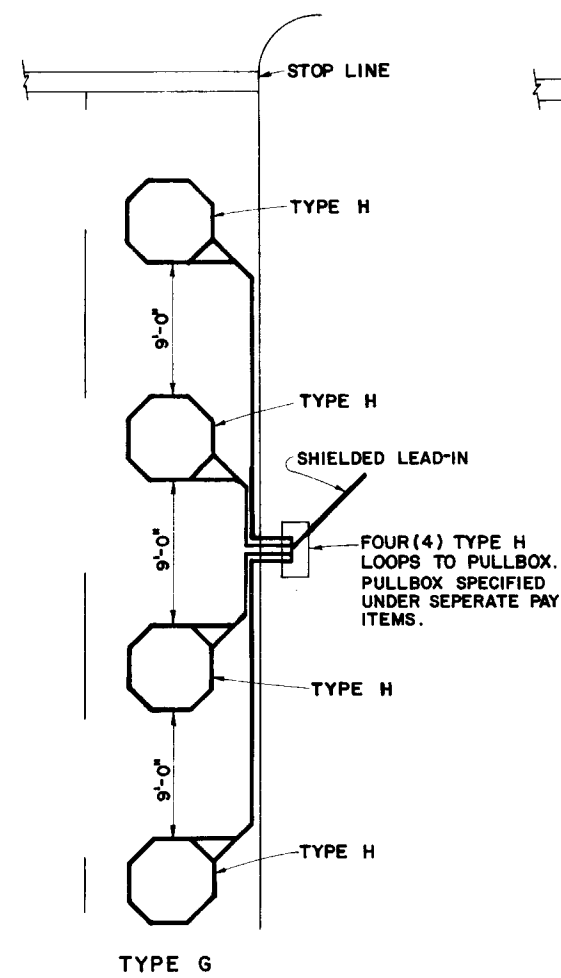 STOP LINE
TYPE H
9'-0"
TYPE H
SHIELDED LEAD-IN
9'-0"
FOUR(4) TYPE H
LOOPS TO PULLBOX.
PULLBOX SPECIFIED
UNDER SEPERATE PAY
ITEMS.
TYPE H
9'-0"
TYPE H
TYPE G